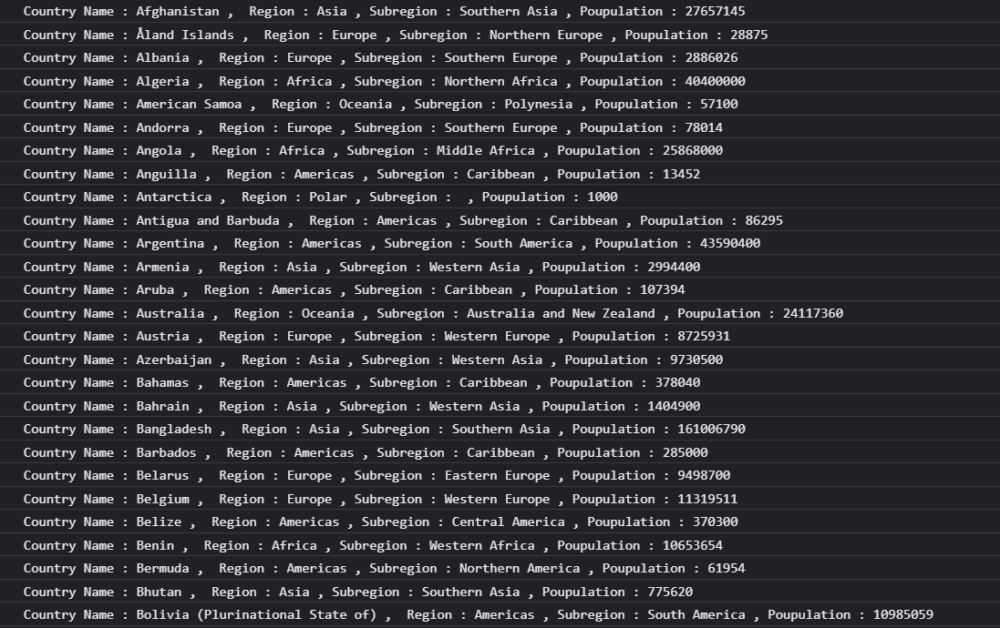 Country Name : Afghanistan ,  Region : Asia , Subregion : Southern Asia , Poupulation : 27657145
Country Name : Åland Islands ,  Region : Europe , Subregion : Northern Europe , Poupulation : 28875
Country Name : Albania ,  Region : Europe , Subregion : Southern Europe , Poupulation : 2886026
Country Name : Algeria ,  Region : Africa , Subregion : Northern Africa , Poupulation : 40400000
Country Name : American Samoa ,  Region : Oceania , Subregion : Polynesia , Poupulation : 57100
Country Name : Andorra ,  Region : Europe , Subregion : Southern Europe , Poupulation : 78014
Country Name : Angola ,  Region : Africa , Subregion : Middle Africa , Poupulation : 25868000
Country Name : Anguilla ,  Region : Americas , Subregion : Caribbean , Poupulation : 13452
Country Name : Antarctica ,  Region : Polar , Subregion :  , Poupulation : 1000
Country Name : Antigua and Barbuda ,  Region : Americas , Subregion : Caribbean , Poupulation : 86295
Country Name : Argentina ,  Region : Americas , Subregion : South America , Poupulation : 43590400
Country Name : Armenia ,  Region : Asia , Subregion : Western Asia , Poupulation : 2994400
Country Name : Aruba ,  Region : Americas , Subregion : Caribbean , Poupulation : 107394
Country Name : Australia ,  Region : Oceania , Subregion : Australia and New Zealand , Poupulation : 24117360
Country Name : Austria ,  Region : Europe , Subregion : Western Europe , Poupulation : 8725931
Country Name : Azerbaijan ,  Region : Asia , Subregion : Western Asia , Poupulation : 9730500
Country Name : Bahamas ,  Region : Americas , Subregion : Caribbean , Poupulation : 378040
Country Name : Bahrain ,  Region : Asia , Subregion : Western Asia , Poupulation : 1404900
Country Name : Bangladesh ,  Region : Asia , Subregion : Southern Asia , Poupulation : 161006790
Country Name : Barbados ,  Region : Americas , Subregion : Caribbean , Poupulation : 285000
Country Name : Belarus ,  Region : Europe , Subregion : Eastern Europe , Poupulation : 9498700
Country Name : Belgium ,  Region : Europe , Subregion : Western Europe , Poupulation : 11319511
Country Name : Belize ,  Region : Americas , Subregion : Central America , Poupulation : 370300
Country Name : Benin ,  Region : Africa , Subregion : Western Africa , Poupulation : 10653654
Country Name : Bermuda ,  Region : Americas , Subregion : Northern America , Poupulation : 61954
Country Name : Bhutan ,  Region : Asia , Subregion : Southern Asia , Poupulation : 775620
Country Name : Bolivia (Plurinational State of) ,  Region : Americas , Subregion : South America , Poupulation : 10985059